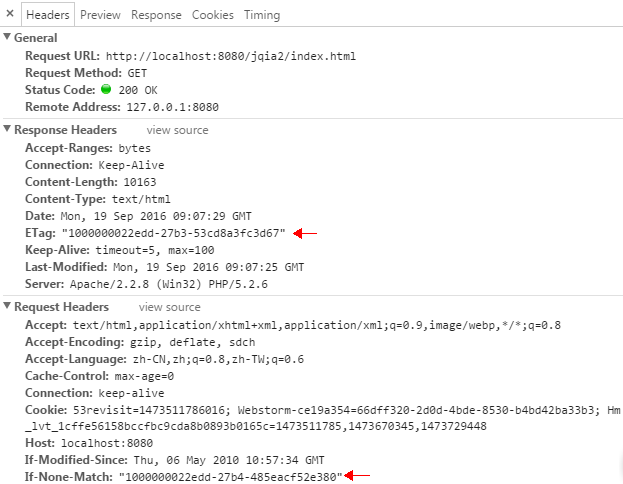 × Headers Preview Response Cookies Timing
▼ General
Request URL: http://localhost:8080/jqia2/index.html
Request Method: GET
Status Code: 200 OK
Remote Address: 127.0.0.1:8080
▼ Response Headers view source
Accept-Ranges: bytes
Connection: Keep-Alive
Content-Length: 10163
Content-Type: text/html
Date: Mon, 19 Sep 2016 09:07:29 GMT
ETag: "1000000022edd-27b3-53cd8a3fc3d67"
Keep-Alive: timeout=5, max=100
Last-Modified: Mon, 19 Sep 2016 09:07:25 GMT
Server: Apache/2.2.8 (Win32) PHP/5.2.6
▼ Request Headers view source
Accept: text/html,application/xhtml+xml,application/xml;q=0.9,image/webp,*/*;q=0.8
Accept-Encoding: gzip, deflate, sdch
Accept-Language: zh-CN,zh;q=0.8,zh-TW;q=0.6
Cache-Control: max-age=0
Connection: keep-alive
Cookie: 53revisit=1473511786016; Webstorm-ce19a354=66dff320-2d0d-4bde-8530-b4bd42ba33b3; Hm
_lvt_1cffe56158bccfbc9cda8b0893b0165c=1473511785,1473670345,1473729448
Host: localhost:8080
If-Modified-Since: Thu, 06 May 2010 10:57:34 GMT
If-None-Match: "1000000022edd-27b4-485eacf52e380"